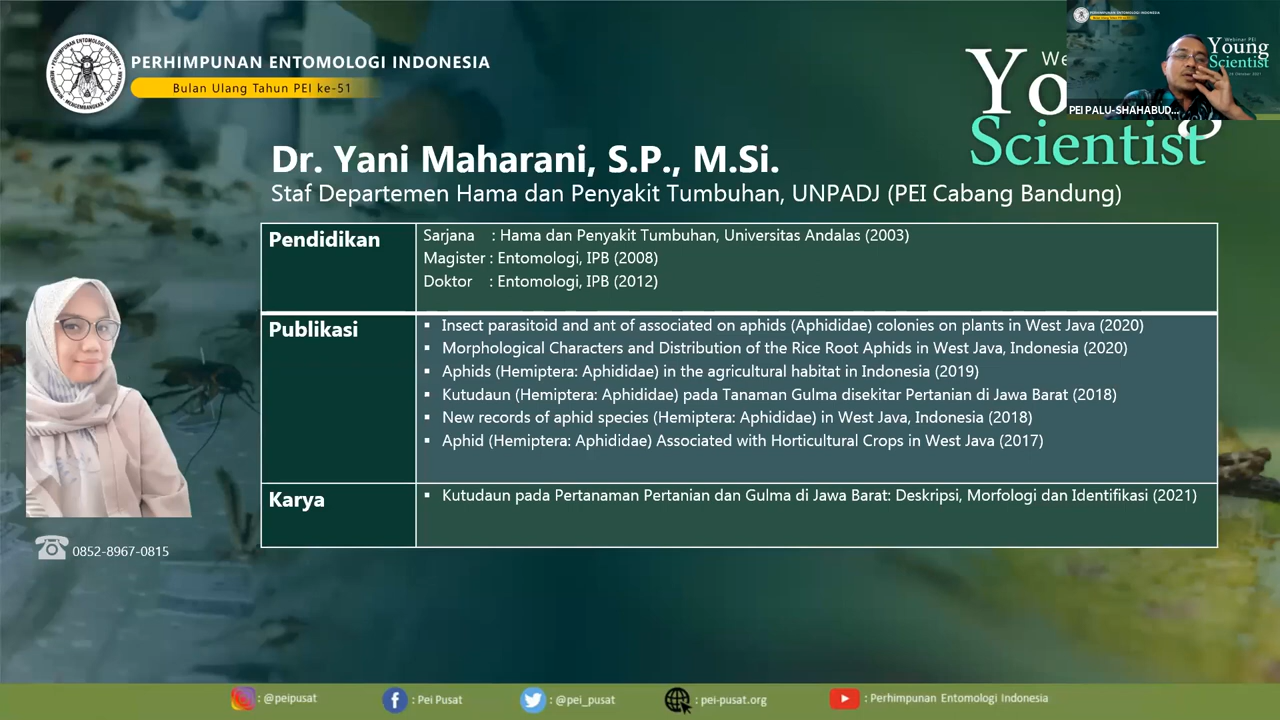 PERHIMPUNAN ENTOMOLOGI INDONESIA
Bulan Ulang Tahun PEI ke-51
Young
Scientist
Webinar PEI
Young
Scientist
PEI PALU-SHAHABUD...
Dr. Yani Maharani, S.P., M.Si.
Staf Departemen Hama dan Penyakit Tumbuhan, UNPADJ (PEI Cabang Bandung)
Pendidikan
Sarjana : Hama dan Penyakit Tumbuhan, Universitas Andalas (2003)
Magister : Entomologi, IPB (2008)
Doktor : Entomologi, IPB (2012)
Publikasi
▪ Insect parasitoid and ant of associated on aphids (Aphididae) colonies on plants in West Java (2020)
▪ Morphological Characters and Distribution of the Rice Root Aphids in West Java, Indonesia (2020)
▪ Aphids (Hemiptera: Aphididae) in the agricultural habitat in Indonesia (2019)
▪ Kutudaun (Hemiptera: Aphididae) pada Tanaman Gulma disekitar Pertanian di Jawa Barat (2018)
▪ New records of aphid species (Hemiptera: Aphididae) in West Java, Indonesia (2018)
▪ Aphid (Hemiptera: Aphididae) Associated with Horticultural Crops in West Java (2017)
Karya
▪ Kutudaun pada Pertanaman Pertanian dan Gulma di Jawa Barat: Deskripsi, Morfologi dan Identifikasi (2021)
0852-8967-0815
: @peipusat
: Pei Pusat
: @pei_pusat
: pei-pusat.org
: Perhimpunan Entomologi Indonesia